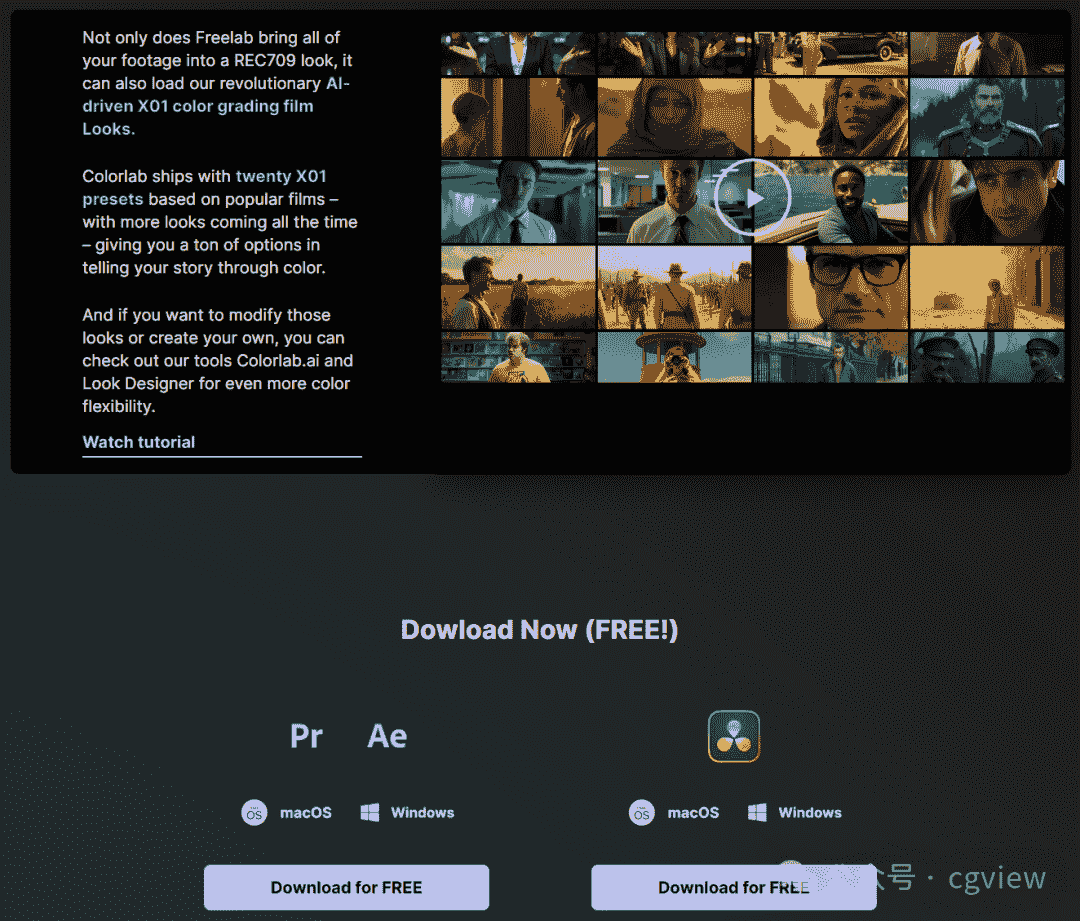 Not only does Freelab bring all of
your footage into a REC709 look, it
can also load our revolutionary AI-
driven X01 color grading film
Looks.
Colorlab ships with twenty X01
presets based on popular films –
with more looks coming all the time
– giving you a ton of options in
telling your story through color.
And if you want to modify those
looks or create your own, you can
check out our tools Colorlab.ai and
Look Designer for even more color
flexibility.
Watch tutorial
Dowload Now (FREE!)
Pr Ae
macOS Windows
macOS Windows
Download for FREE
Download for FREE
号 · cgview